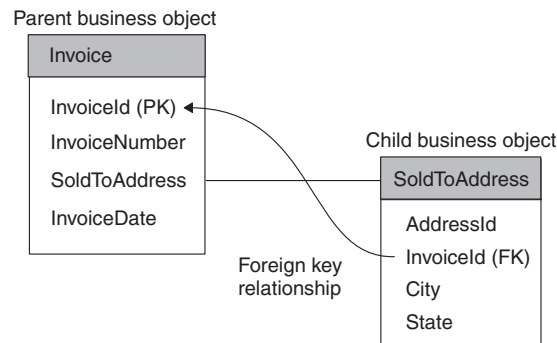 Parent business object
Invoice
InvoiceId (PK)
InvoiceNumber
SoldToAddress
InvoiceDate
Child business object
SoldToAddress
AddressId
InvoiceId (FK)
City
State
Foreign key
relationship